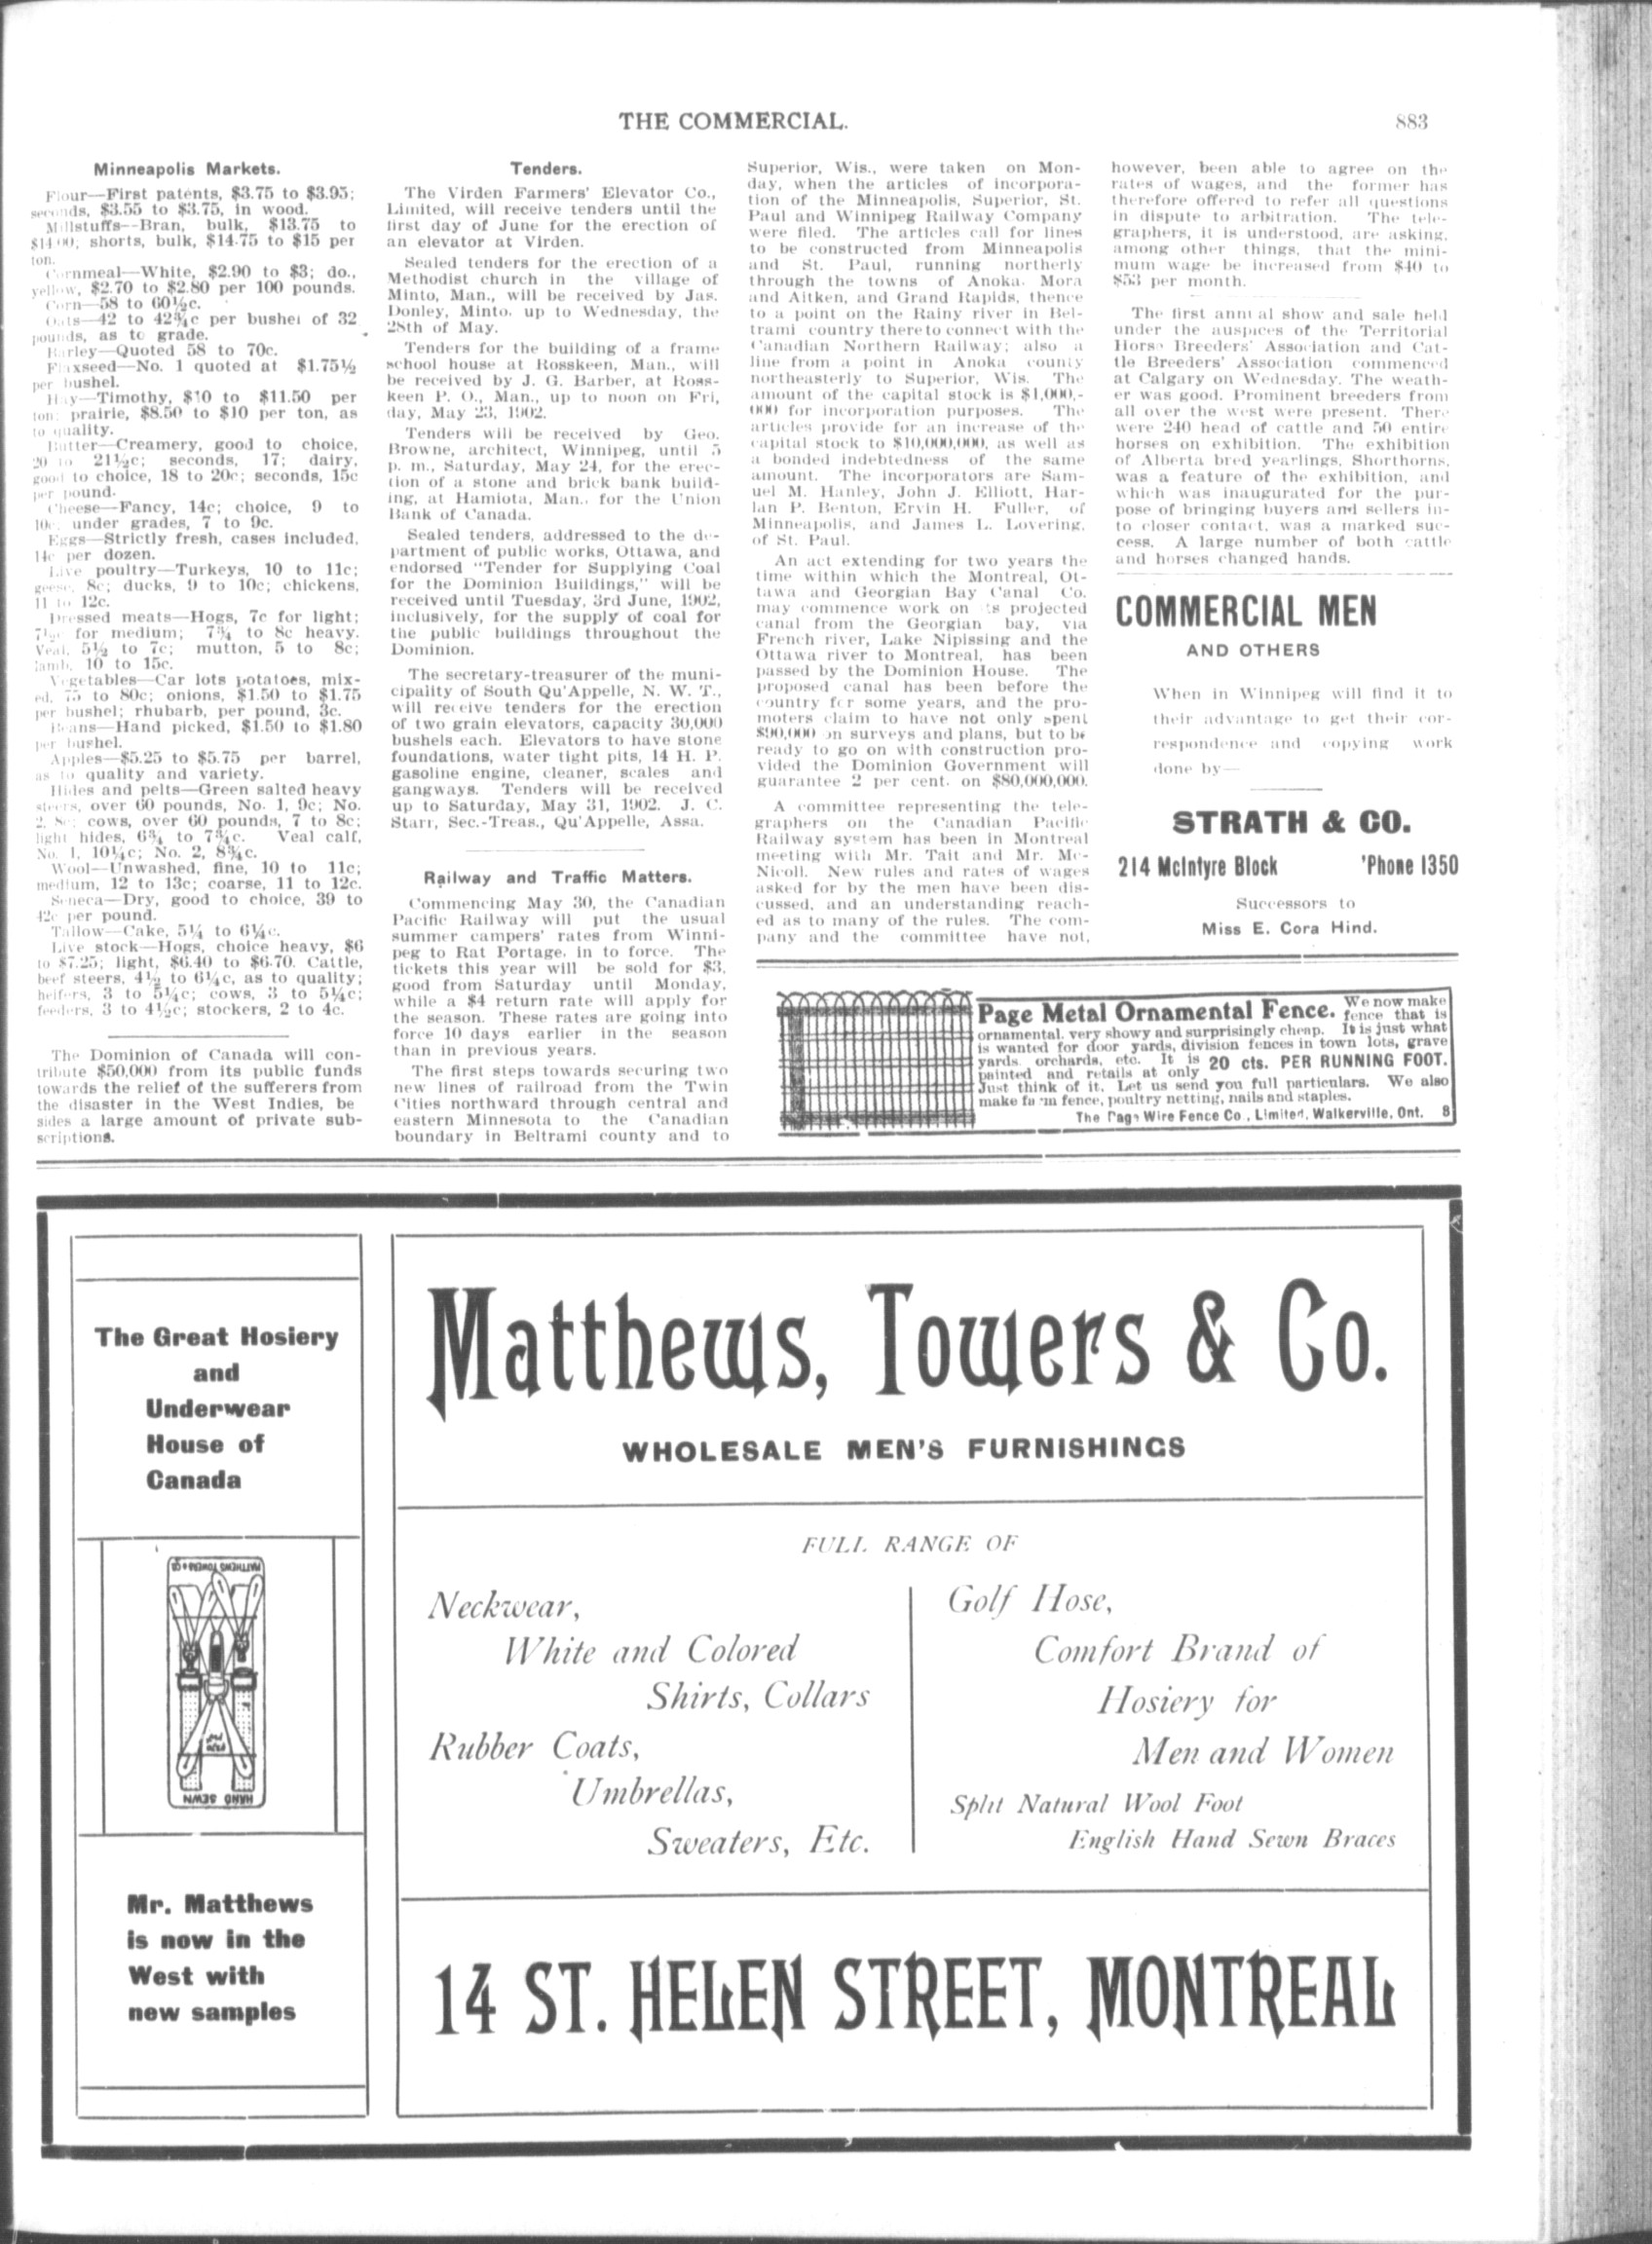 THE COMMERCIAL.
883
Minneapolis Markets.
Flour—First patents, $3.75 to $3.95;
seconds, $3.55 to $3.75, in wood.
Millstuffs--Bran, bulk, $13.75 to
$14.00; shorts, bulk, $14.75 to $15 per
ton.
Cornmeal—White, $2.90 to $3; do.,
yellow, $2.70 to $2.80 per 100 pounds.
Corn—58 to 60½c.
Oats—42 to 42¾c per bushel of 32
pounds, as to grade.
Barley—Quoted 58 to 70c.
Flaxseed—No. 1 quoted at $1.75½
per bushel.
Hay—Timothy, $10 to $11.50 per
ton; prairie, $8.50 to $10 per ton, as
to quality.
Butter—Creamery, good to choice,
20 to 21½c; seconds, 17; dairy,
good to choice, 18 to 20c; seconds, 15c
per pound.
Cheese—Fancy, 14c; choice, 9 to
10c; under grades, 7 to 9c.
Eggs—Strictly fresh, cases included,
14c per dozen.
Live poultry—Turkeys, 10 to 11c;
geese, 8c; ducks, 9 to 10c; chickens,
11 to 12c.
Dressed meats—Hogs, 7c for light;
for medium; 7¾ to 8c heavy.
Veal, 5½ to 7c; mutton, 5 to 8c;
lamb, 10 to 15c.
Vegetables—Car lots potatoes, mix-
ed, 75 to 80c; onions, $1.50 to $1.75
per bushel; rhubarb, per pound, 3c.
Beans—Hand picked, $1.50 to $1.80
per bushel.
Apples—$5.25 to $5.75 per barrel,
as to quality and variety.
Hides and pelts—Green salted heavy
steers, over 60 pounds, No. 1, 9c; No.
2, 8c; cows, over 60 pounds, 7 to 8c;
light hides, 6¾ to 7¾c. Veal calf,
No. 1, 10¼c; No. 2, 8¾c.
Wool—Unwashed, fine, 10 to 11c;
medium, 12 to 13c; coarse, 11 to 12c.
Seneca—Dry, good to choice, 39 to
42c per pound.
Tallow—Cake, 5¼ to 6¼c.
Live stock—Hogs, choice heavy, $6
to $7.25; light, $6.40 to $6.70. Cattle,
beef steers, 4½ to 6¼c, as to quality;
heifers, 3 to 5¼c; cows, 3 to 5¼c;
feeders, 3 to 4½c; stockers, 2 to 4c.
The Dominion of Canada will con-
tribute $50,000 from its public funds
towards the relief of the sufferers from
the disaster in the West Indies, be
sides a large amount of private sub-
scriptions.
Tenders.
The Virden Farmers' Elevator Co.,
Limited, will receive tenders until the
first day of June for the erection of
an elevator at Virden.
Sealed tenders for the erection of a
Methodist church in the village of
Minto, Man., will be received by Jas.
Donley, Minto. up to Wednesday, the
28th of May.
Tenders for the building of a frame
school house at Rosskeen, Man., will
be received by J. G. Barber, at Ross-
keen P. O., Man., up to noon on Fri,
day, May 23, 1902.
Tenders will be received by Geo.
Browne, architect, Winnipeg, until 5
p. m., Saturday, May 24, for the erec-
tion of a stone and brick bank build-
ing, at Hamiota, Man.. for the Union
Bank of Canada.
Sealed tenders, addressed to the de-
partment of public works, Ottawa, and
endorsed "Tender for Supplying Coal
for the Dominion Buildings," will be
received until Tuesday, 3rd June, 1902,
inclusively, for the supply of coal for
the public buildings throughout the
Dominion.
The secretary-treasurer of the muni-
cipality of South Qu'Appelle, N. W. T.,
will receive tenders for the erection
of two grain elevators, capacity 30,000
bushels each. Elevators to have stone
foundations, water tight pits, 14 H. P.
gasoline engine, cleaner, scales and
gangways. Tenders will be received
up to Saturday, May 31, 1902. J. C.
Starr, Sec.-Treas., Qu'Appelle, Assa.
Railway and Traffic Matters.
Commencing May 30, the Canadian
Pacific Railway will put the usual
summer campers' rates from Winni-
peg to Rat Portage, in to force. The
tickets this year will be sold for $3,
good from Saturday until Monday,
while a $4 return rate will apply for
the season. These rates are going into
force 10 days earlier in the season
than in previous years.
The first steps towards securing two
new lines of railroad from the Twin
Cities northward through central and
eastern Minnesota to the Canadian
boundary in Beltrami county and to
Superior, Wis., were taken on Mon-
day, when the articles of incorpora-
tion of the Minneapolis, Superior, St.
Paul and Winnipeg Railway Company
were filed. The articles call for lines
to be constructed from Minneapolis
and St. Paul, running northerly
through the towns of Anoka. Mora
and Aitken, and Grand Rapids, thence
to a point on the Rainy river in Bel-
trami country there to connect with the
Canadian Northern Railway; also a
line from a point in Anoka county
northeasterly to Superior, Wis. The
amount of the capital stock is $1,000,-
000 for incorporation purposes. The
articles provide for an increase of the
capital stock to $10,000,000, as well as
a bonded indebtedness of the same
amount. The incorporators are Sam-
uel M. Hanley, John J. Elliott, Har-
lan P. Benton, Ervin H. Fuller, of
Minneapolis, and James L. Lovering,
of St. Paul.
An act extending for two years the
time within which the Montreal, Ot-
tawa and Georgian Bay Canal Co.
may commence work on its projected
canal from the Georgian bay, via
French river, Lake Nipissing and the
Ottawa river to Montreal, has been
passed by the Dominion House. The
proposed canal has been before the
country for some years, and the pro-
moters claim to have not only spent
$90,000 on surveys and plans, but to be
ready to go on with construction pro-
vided the Dominion Government will
guarantee 2 per cent. on $80,000,000.
A committee representing the tele-
graphers on the Canadian Pacific
Railway system has been in Montreal
meeting with Mr. Tait and Mr. Mc-
Nicoll. New rules and rates of wages
asked for by the men have been dis-
cussed, and an understanding reach-
ed as to many of the rules. The com-
pany and the committee have not,
however, been able to agree on the
rates of wages, and the former has
therefore offered to refer all questions
in dispute to arbitration. The tele-
graphers, it is understood, are asking,
among other things, that the mini-
mum wage be increased from $40 to
$53 per month.
The first annual show and sale held
under the auspices of the Territorial
Horse Breeders' Association and Cat-
tle Breeders' Association commenced
at Calgary on Wednesday. The weath-
er was good. Prominent breeders from
all over the west were present. There
were 240 head of cattle and 50 entire
horses on exhibition. The exhibition
of Alberta bred yearlings, Shorthorns,
was a feature of the exhibition, and
which was inaugurated for the pur-
pose of bringing buyers and sellers in-
to closer contact, was a marked suc-
cess. A large number of both cattle
and horses changed hands.
COMMERCIAL MEN
AND OTHERS
When in Winnipeg will find it to
their advantage to get their cor-
respondence and copying work
done by—
STRATH & CO.
214 McIntyre Block 'Phone 1350
Successors to
Miss E. Cora Hind.
Page Metal Ornamental Fence. We now make
fence that is
ornamental, very showy and surprisingly cheap. It is just what
is wanted for door yards, division fences in town lots, grave
yards, orchards, etc. It is 20 cts. PER RUNNING FOOT.
painted and retails at only
Just think of it. Let us send you full particulars. We also
make farm fence, poultry netting, nails and staples.
The Page Wire Fence Co., Limited, Walkerville, Ont. 8
The Great Hosiery
and
Underwear
House of
Canada
MATTHEWS TOWERS & Co
HAND SEWN
Mr. Matthews
is now in the
West with
new samples
Matthews, Towers & Co.
WHOLESALE MEN'S FURNISHINGS
FULL RANGE OF
Neckwear,
White and Colored
Shirts, Collars
Rubber Coats,
Umbrellas,
Sweaters, Etc.
Golf Hose,
Comfort Brand of
Hosiery for
Men and Women
Split Natural Wool Foot
English Hand Sewn Braces
14 ST. HELEN STREET, MONTREAL